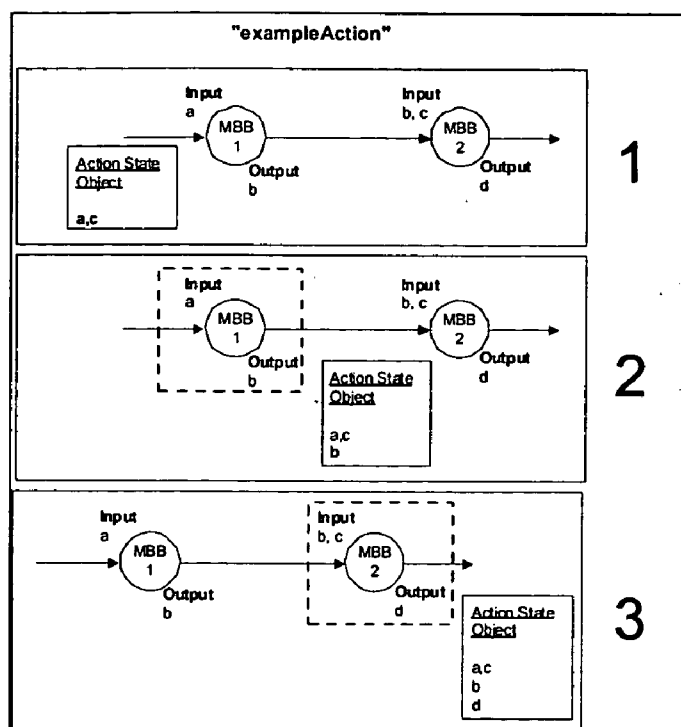 "exampleAction"
Input
a
MBB
1
Output
b
Input
b, c
MBB
2
Output
d
Action State
Object
a,c
1
Input
a
MBB
1
Output
b
Input
b, c
MBB
2
Output
d
Action State
Object
a,c
b
2
Input
a
MBB
1
Output
b
Input
b, c
MBB
2
Output
d
Action State
Object
a,c
b
d
3